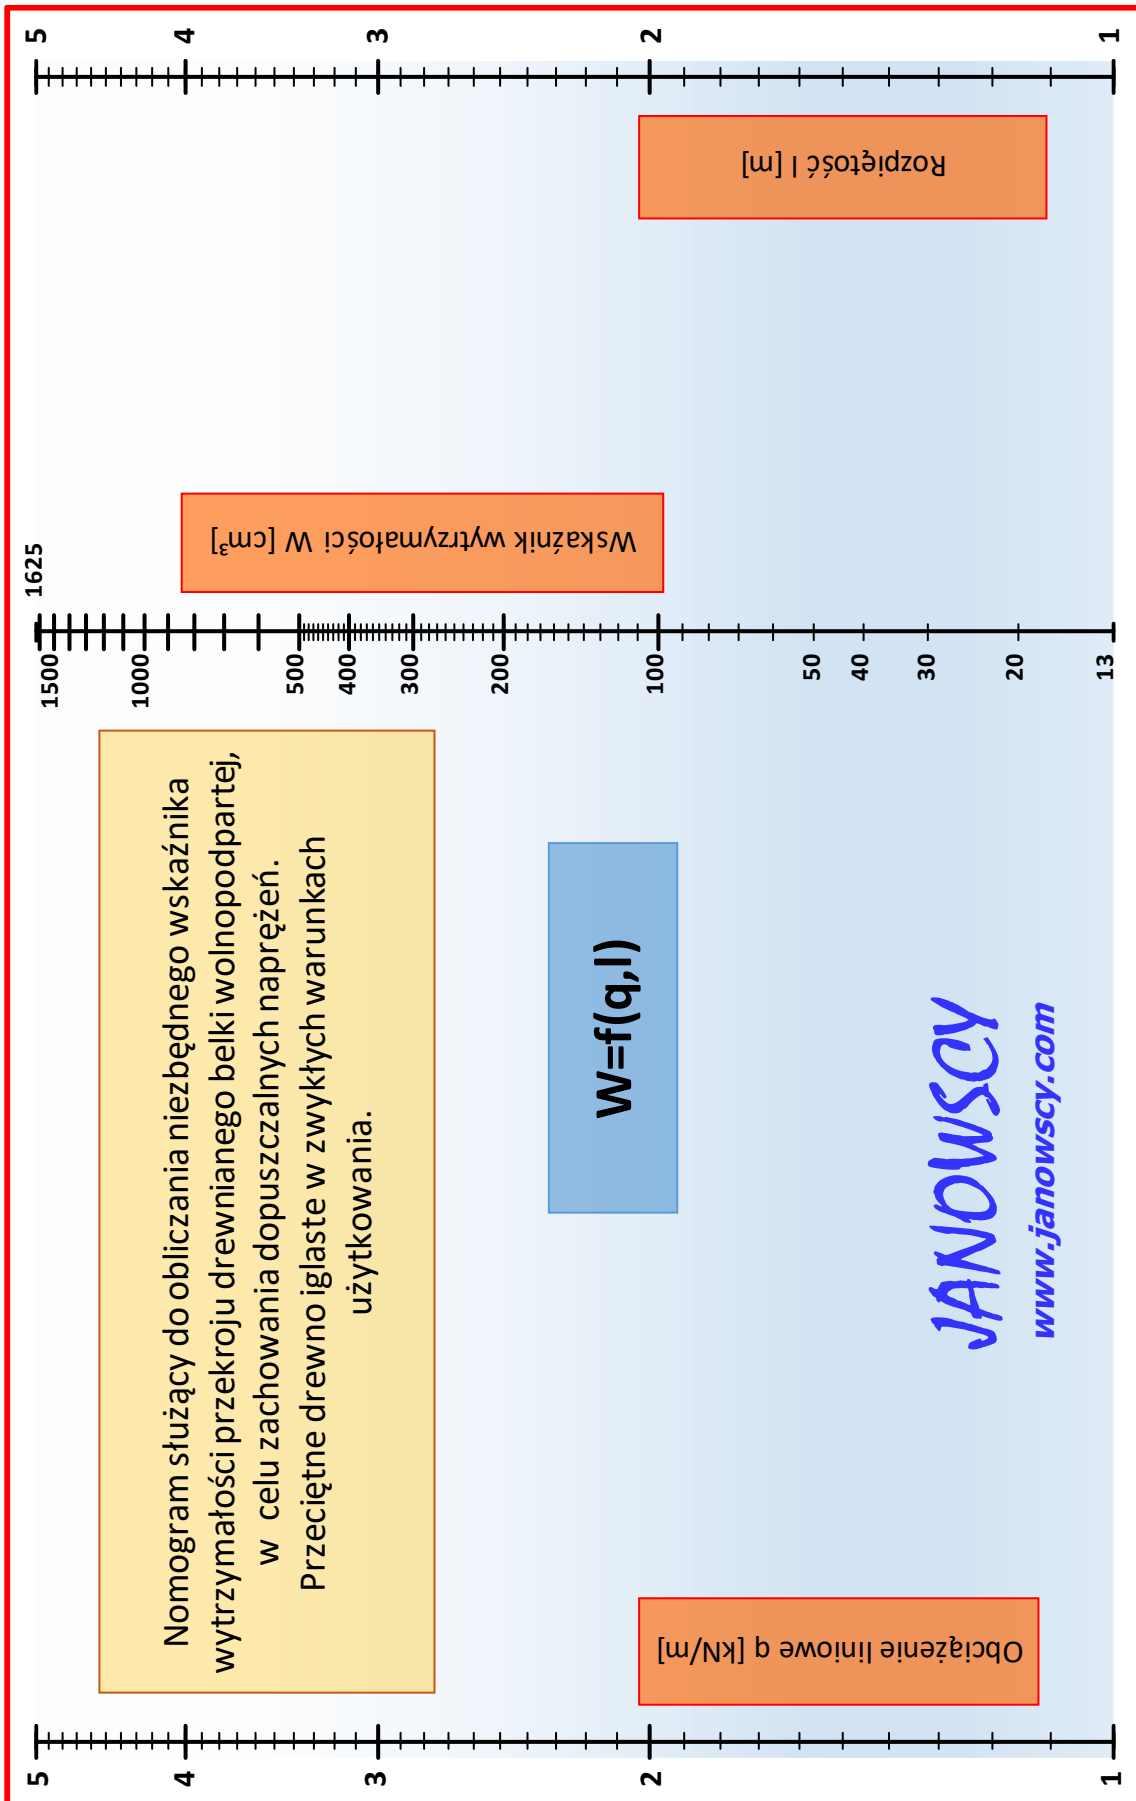 Nomogram służący do obliczania niezbędnego wskaźnika
wytrzymałości przekroju drewnianego belki wolnopodpartej,
w celu zachowania dopuszczalnych naprężeń.
Przeciętne drewno iglaste w zwykłych warunkach
użytkowania.
W=f(q,l)
JANOWSCY
www.janowscy.com
Obciążenie liniowe q [kN/m]
5
4
3
2
1
Wskaźnik wytrzymałości W [cm³]
1625
1500
1000
500
400
300
200
100
50
40
30
20
13
Rozpiętość l [m]
5
4
3
2
1